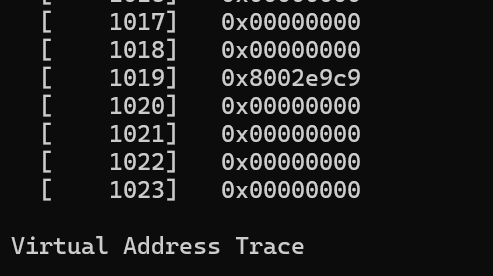 [    1017]   0x00000000
[    1018]   0x00000000
[    1019]   0x8002e9c9
[    1020]   0x00000000
[    1021]   0x00000000
[    1022]   0x00000000
[    1023]   0x00000000
Virtual Address Trace